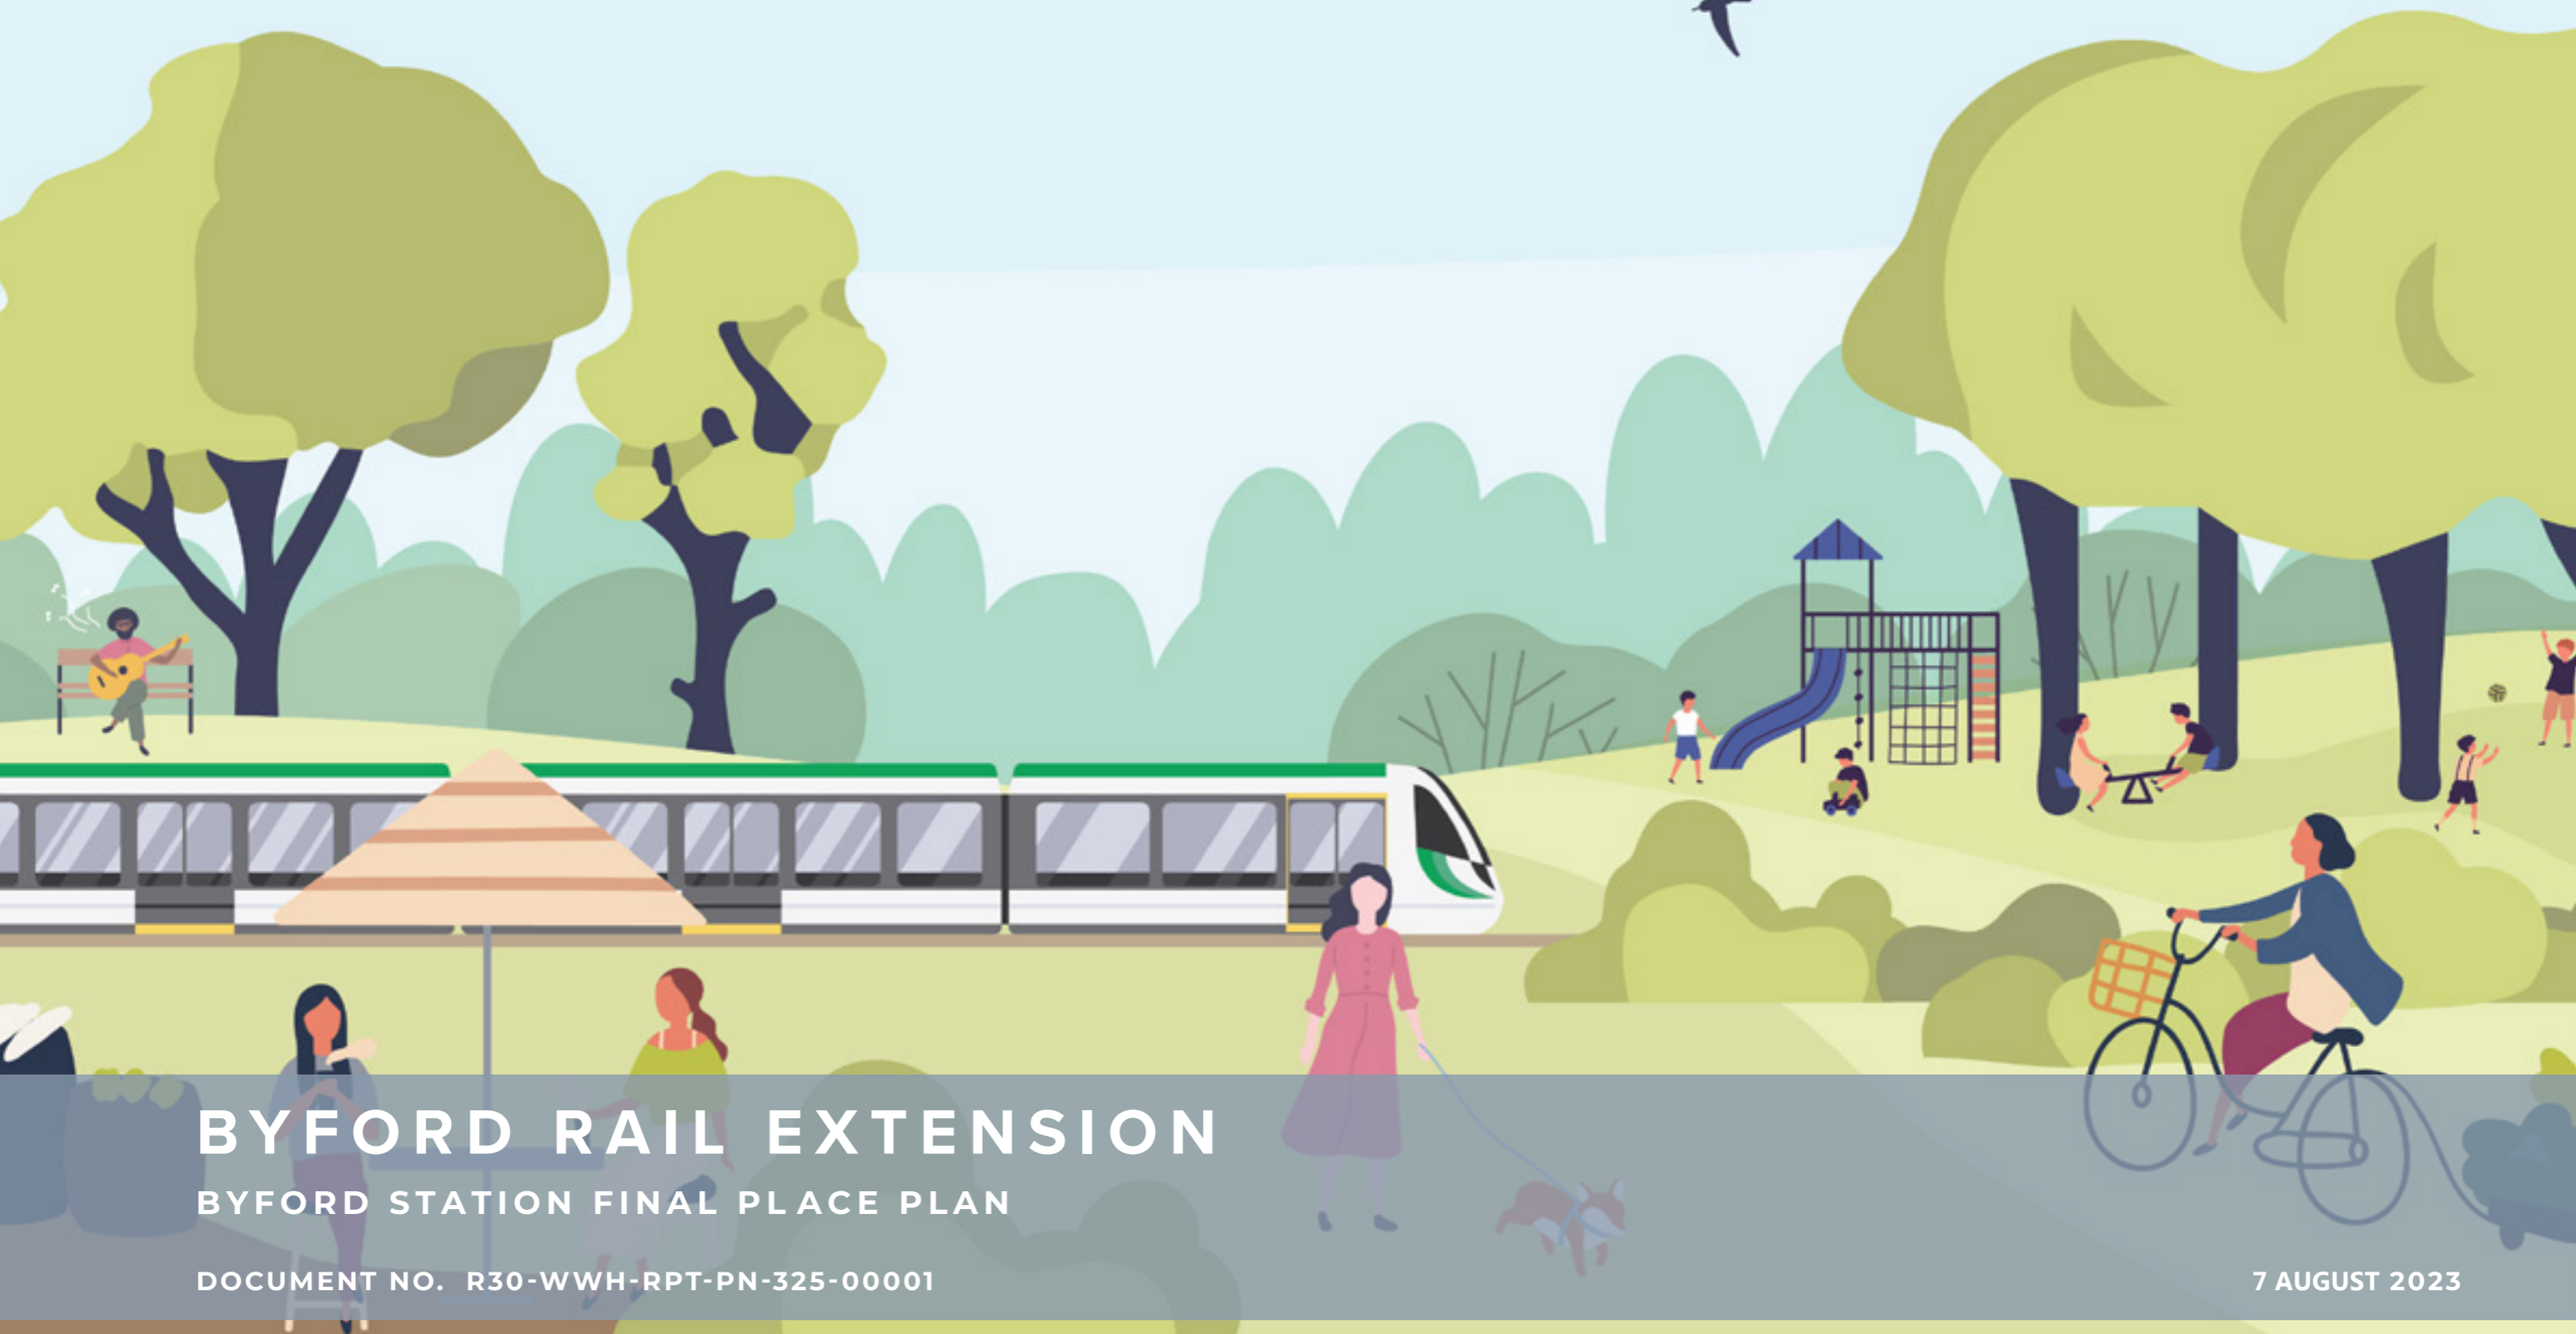 BYFORD RAIL EXTENSION
BYFORD STATION FINAL PLACE PLAN
DOCUMENT NO. R30-WWH-RPT-PN-325-00001
7 AUGUST 2023